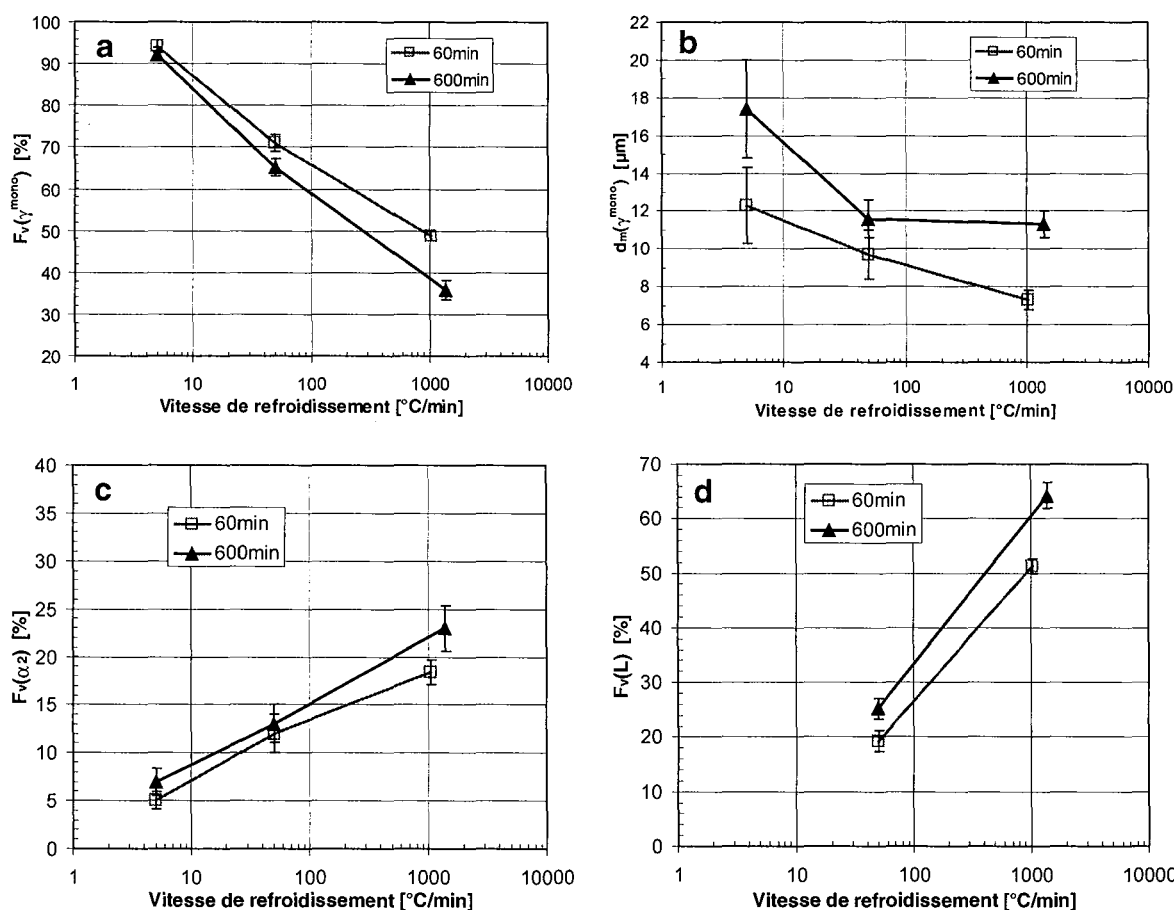 a
60min
600min
Fv(γmono) [%]
100
90
80
70
60
50
40
30
20
1 10 100 1000 10000
Vitesse de refroidissement [°C/min]
b
60min
600min
dm(γmono) [µm]
22
20
18
16
14
12
10
8
6
4
1 10 100 1000 10000
Vitesse de refroidissement [°C/min]
c
60min
600min
Fv(α2) [%]
40
35
30
25
20
15
10
5
0
1 10 100 1000 10000
Vitesse de refroidissement [°C/min]
d
60min
600min
Fv(L) [%]
70
60
50
40
30
20
10
0
1 10 100 1000 10000
Vitesse de refroidissement [°C/min]